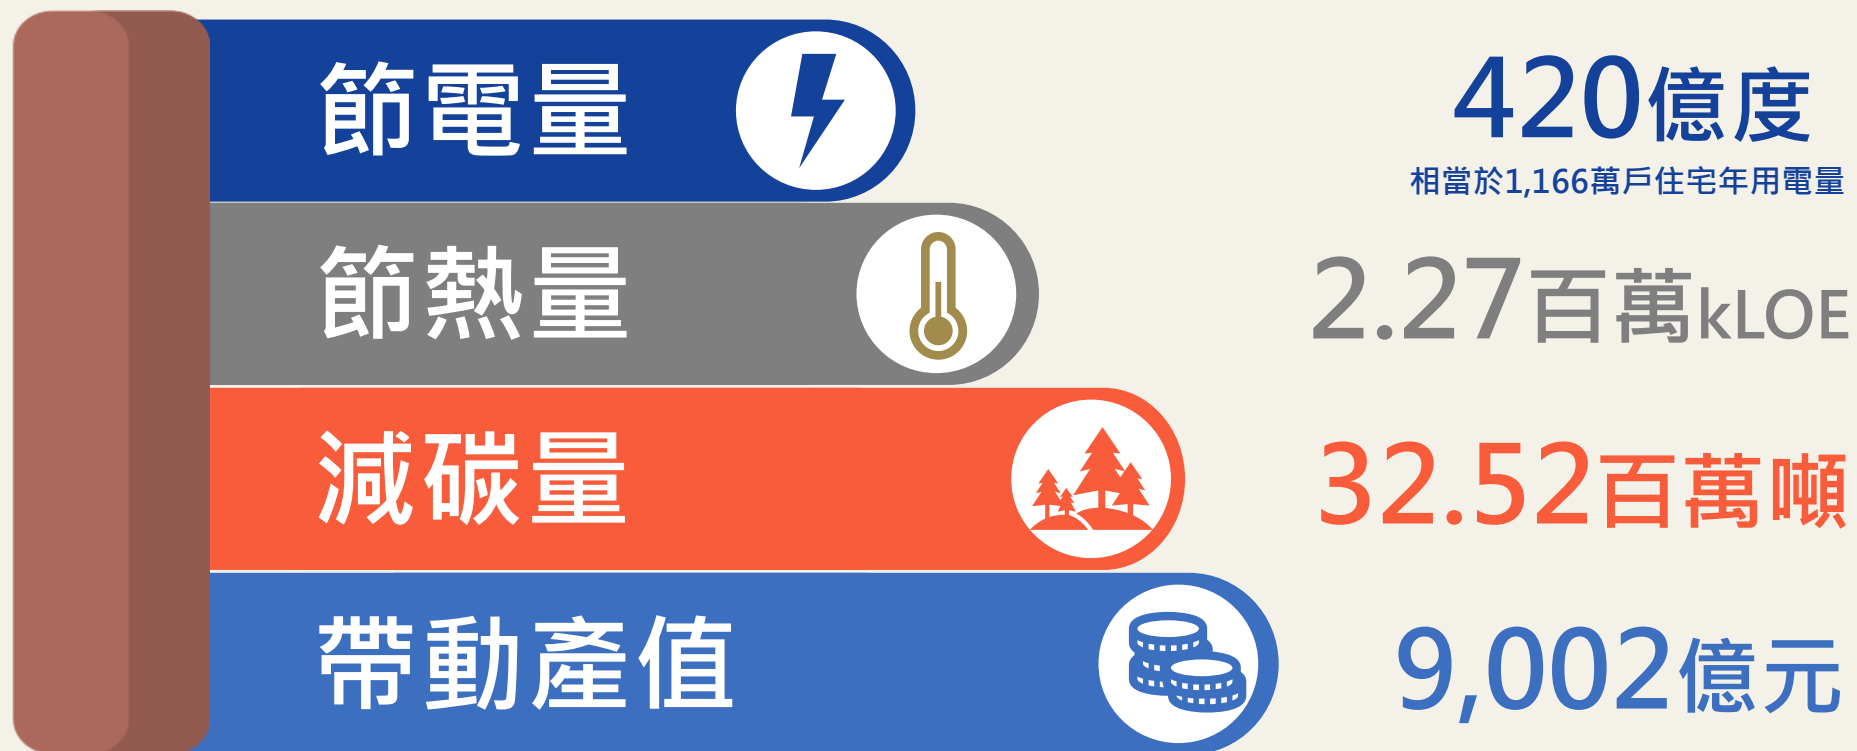 節電量
420億度
相當於1,166萬戶住宅年用電量
節熱量
2.27百萬kLOE
減碳量
32.52百萬噸
帶動產值
9,002億元